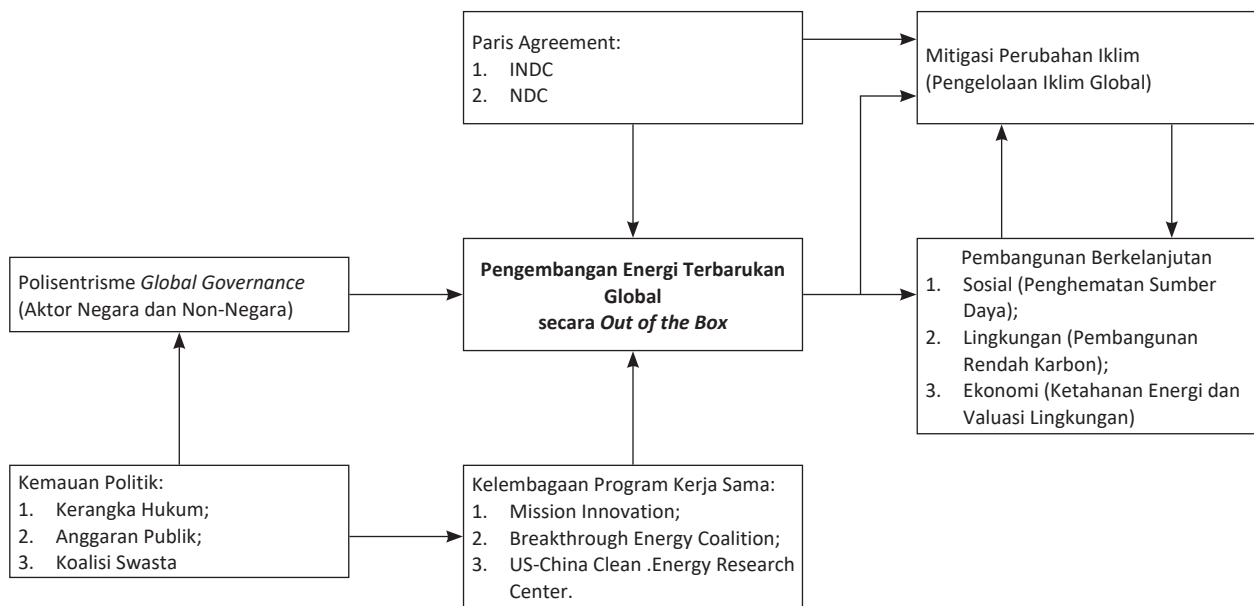 Paris Agreement:
1. INDC
2. NDC
Mitigasi Perubahan Iklim
(Pengelolaan Iklim Global)
Polisentrisme Global Governance
(Aktor Negara dan Non-Negara)
Pengembangan Energi Terbarukan
Global
secara Out of the Box
Pembangunan Berkelanjutan
1. Sosial (Penghematan Sumber
Daya);
2. Lingkungan (Pembangunan
Rendah Karbon);
3. Ekonomi (Ketahanan Energi dan
Valuasi Lingkungan)
Kemauan Politik:
1. Kerangka Hukum;
2. Anggaran Publik;
3. Koalisi Swasta
Kelembagaan Program Kerja Sama:
1. Mission Innovation;
2. Breakthrough Energy Coalition;
3. US-China Clean .Energy Research
Center.